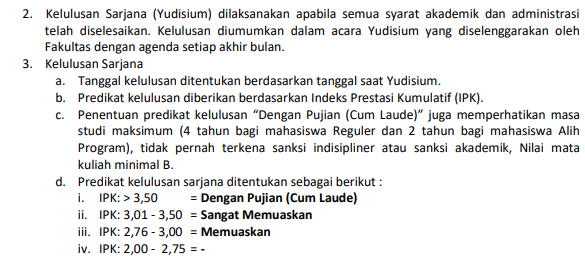 2. Kelulusan Sarjana (Yudisium) dilaksanakan apabila semua syarat akademik dan administrasi
telah diselesaikan. Kelulusan diumumkan dalam acara Yudisium yang diselenggarakan oleh
Fakultas dengan agenda setiap akhir bulan.
3. Kelulusan Sarjana
a. Tanggal kelulusan ditentukan berdasarkan tanggal saat Yudisium.
b. Predikat kelulusan diberikan berdasarkan Indeks Prestasi Kumulatif (IPK).
c. Penentuan predikat kelulusan “Dengan Pujian (Cum Laude)” juga memperhatikan masa
studi maksimum (4 tahun bagi mahasiswa Reguler dan 2 tahun bagi mahasiswa Alih
Program), tidak pernah terkena sanksi indisipliner atau sanksi akademik, Nilai mata
kuliah minimal B.
d. Predikat kelulusan sarjana ditentukan sebagai berikut :
i. IPK: > 3,50 = Dengan Pujian (Cum Laude)
ii. IPK: 3,01 - 3,50 = Sangat Memuaskan
iii. IPK: 2,76 - 3,00 = Memuaskan
iv. IPK: 2,00 - 2,75 = -